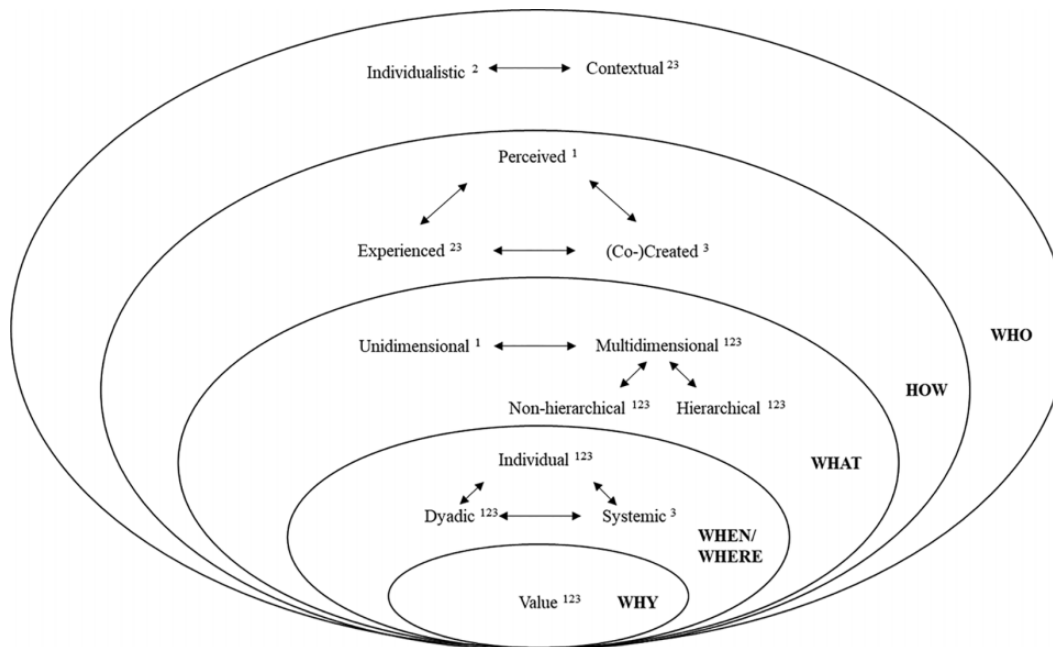 Individualistic ² Contextual ²³
Perceived ¹
Experienced ²³ (Co-)Created ³
WHO
Unidimensional ¹ Multidimensional ¹²³
HOW
Non-hierarchical ¹²³ Hierarchical ¹²³
Individual ¹²³ WHAT
Dyadic ¹²³ Systemic ³
WHEN/
WHERE
Value ¹²³ WHY